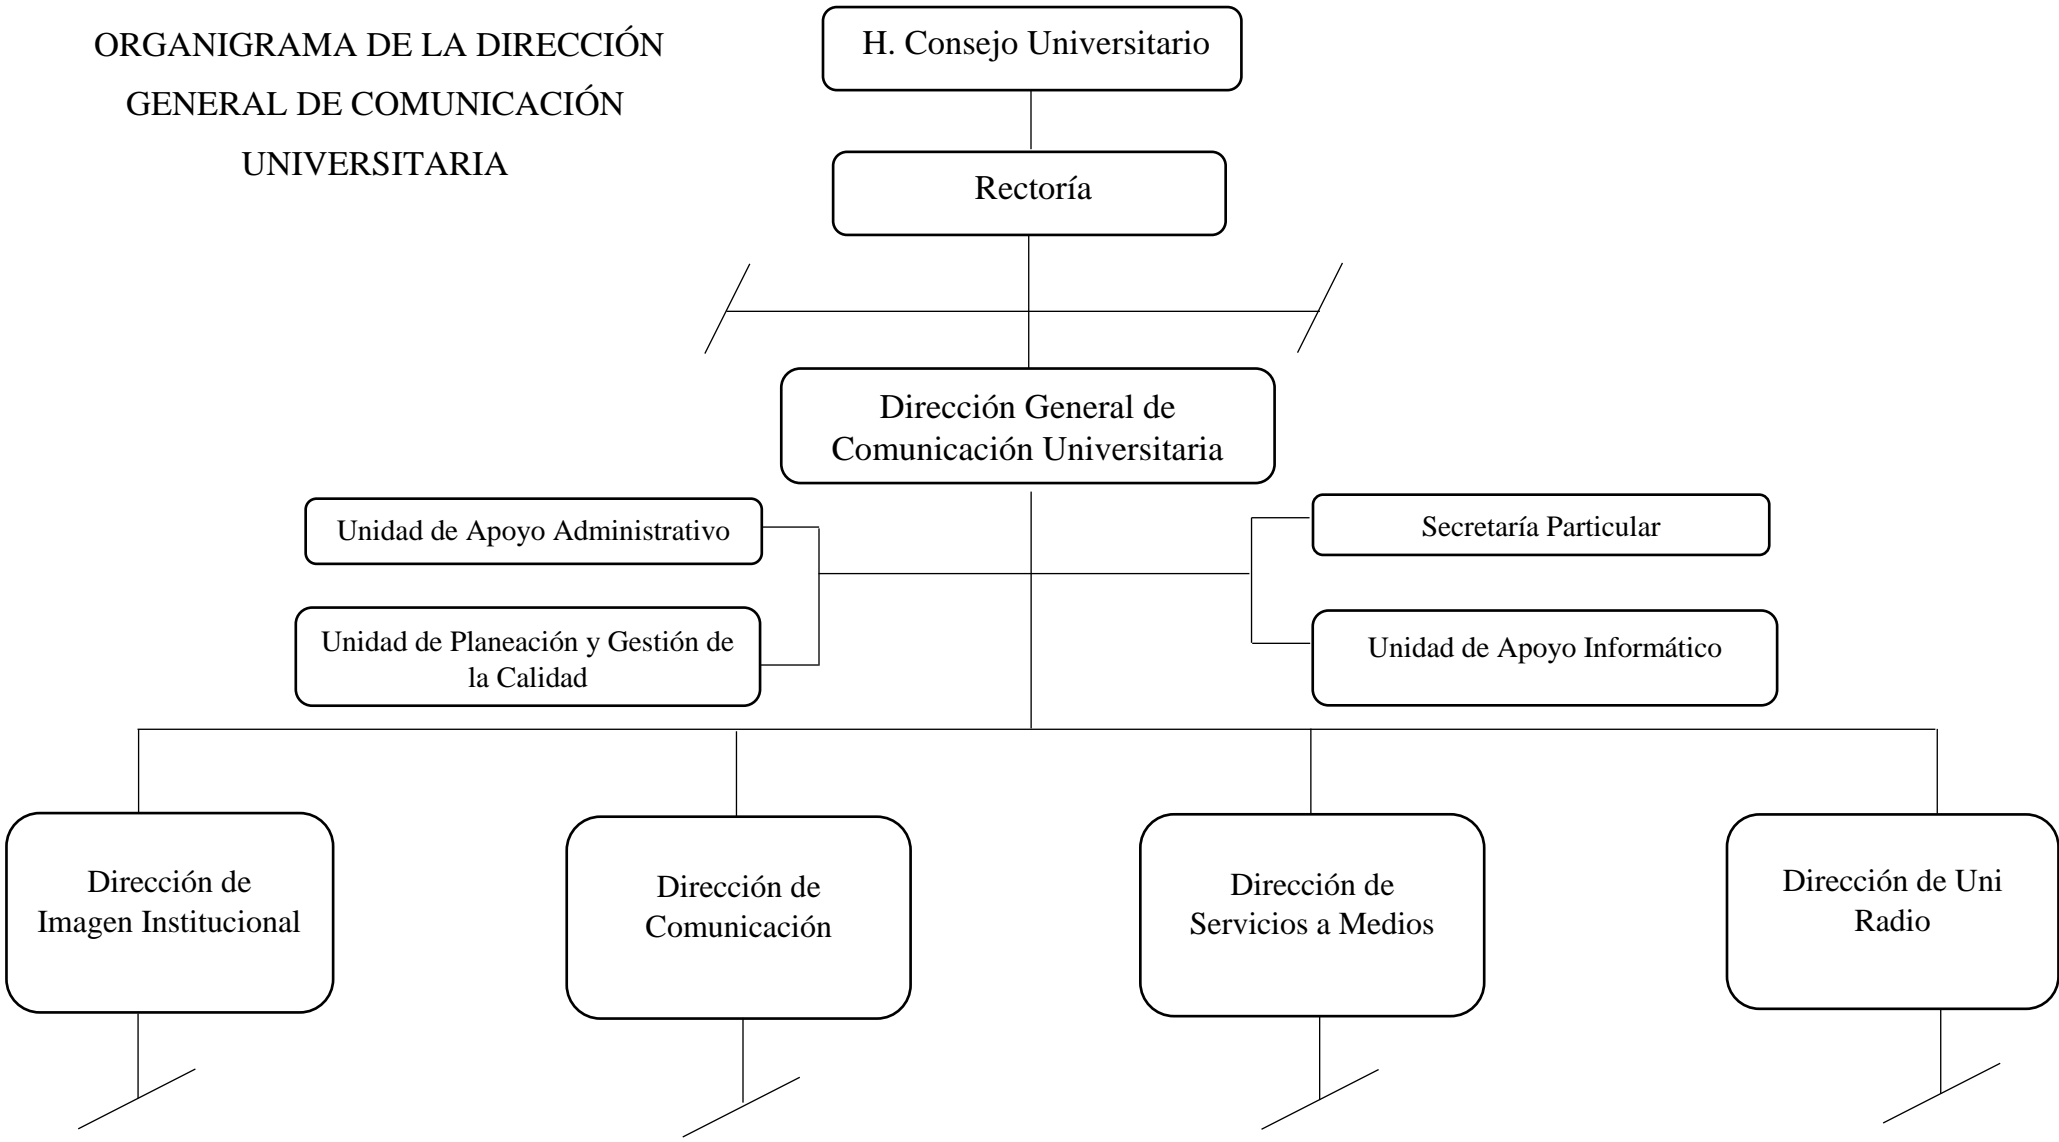 ORGANIGRAMA DE LA DIRECCIÓN
GENERAL DE COMUNICACIÓN
UNIVERSITARIA
H. Consejo Universitario
Rectoría
Dirección General de
Comunicación Universitaria
Unidad de Apoyo Administrativo
Secretaría Particular
Unidad de Planeación y Gestión de
la Calidad
Unidad de Apoyo Informático
Dirección de
Imagen Institucional
Dirección de
Comunicación
Dirección de
Servicios a Medios
Dirección de Uni
Radio